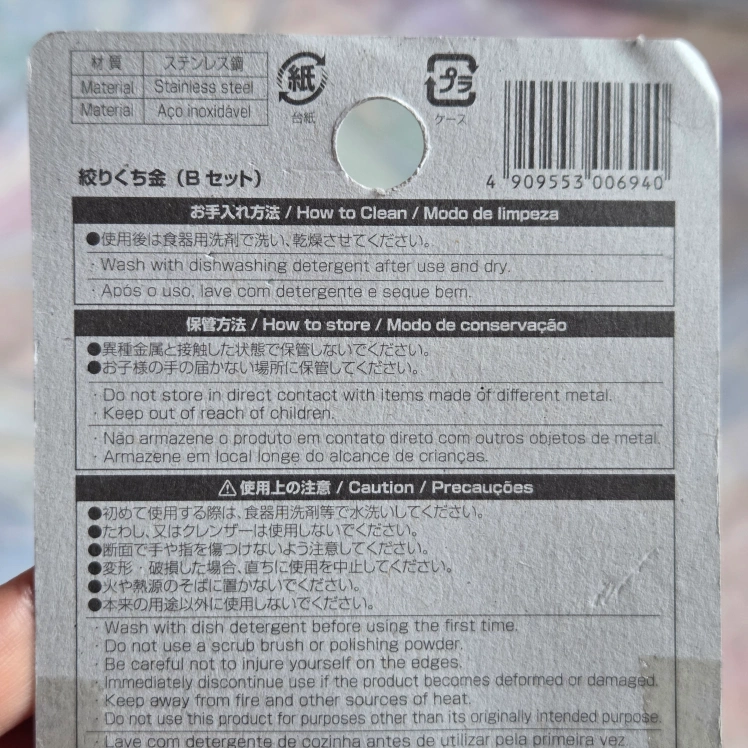 材質 ステンレス鋼
Material Stainless steel
Material Aço inoxidável
紙
台紙
プラ
ケース
4 909553 006940
絞りくち金（B セット）
お手入れ方法 / How to Clean / Modo de limpeza
●使用後は食器用洗剤で洗い、乾燥させてください。
· Wash with dishwashing detergent after use and dry.
· Após o uso, lave com detergente e seque bem.
保管方法 / How to store / Modo de conservação
●異種金属と接触した状態で保管しないでください。
●お子様の手の届かない場所に保管してください。
· Do not store in direct contact with items made of different metal.
· Keep out of reach of children.
· Não armazene o produto em contato direto com outros objetos de metal.
· Armazene em local longe do alcance de crianças.
⚠使用上の注意 / Caution / Precauções
●初めて使用する際は、食器用洗剤等で水洗いしてください。
●たわし、又はクレンザーは使用しないでください。
●断面で手や指を傷つけないよう注意してください。
●変形・破損した場合、直ちに使用を中止してください。
●火や熱源のそばに置かないでください。
●本来の用途以外に使用しないでください。
· Wash with dish detergent before using the first time.
· Do not use a scrub brush or polishing powder.
· Be careful not to injure yourself on the edges.
· Immediately discontinue use if the product becomes deformed or damaged.
· Keep away from fire and other sources of heat.
· Do not use this product for purposes other than its originally intended purpose.
· Lave com detergente de cozinha antes de utilizar pela primeira vez